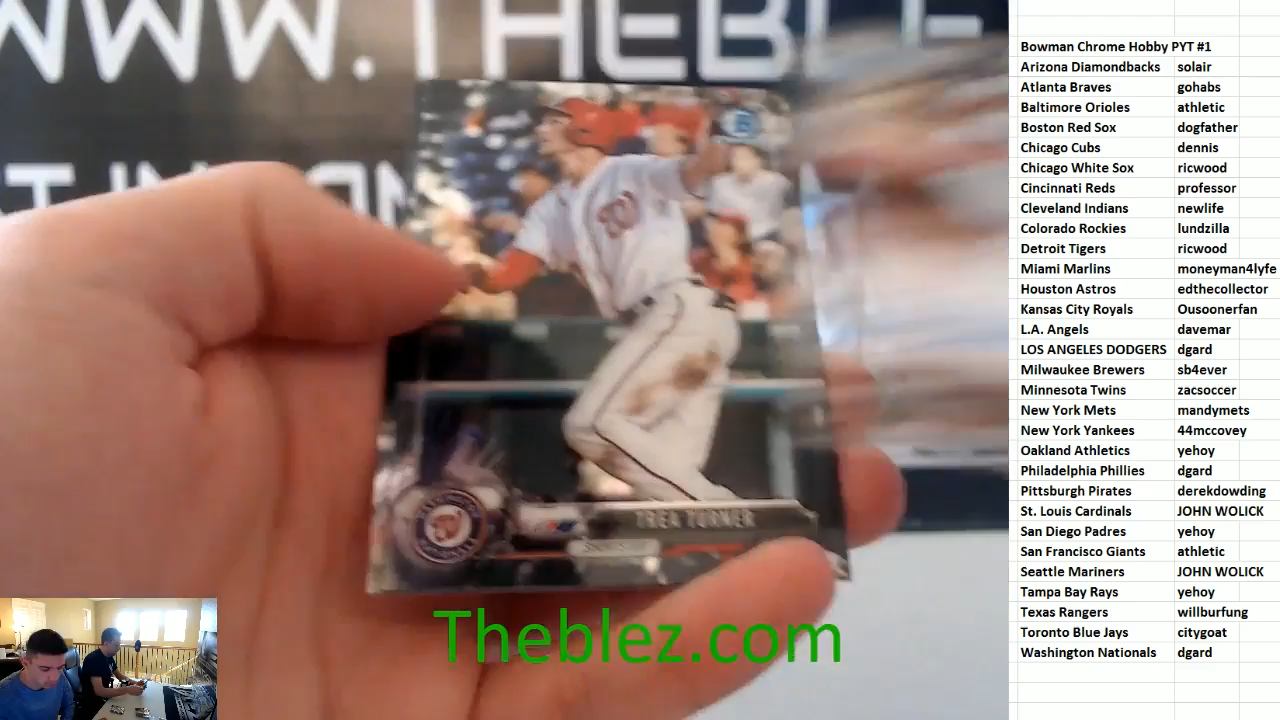 WWW.THEBLE
TREA TURNER
Theblez.com
Bowman Chrome Hobby PYT #1
Arizona Diamondbacks solair
Atlanta Braves gohabs
Baltimore Orioles athletic
Boston Red Sox dogfather
Chicago Cubs dennis
Chicago White Sox ricwood
Cincinnati Reds professor
Cleveland Indians newlife
Colorado Rockies lundzilla
Detroit Tigers ricwood
Miami Marlins moneyman4lyfe
Houston Astros edthecollector
Kansas City Royals Ousoonerfan
L.A. Angels davemar
LOS ANGELES DODGERS dgard
Milwaukee Brewers sb4ever
Minnesota Twins zacsoccer
New York Mets mandymets
New York Yankees 44mccovey
Oakland Athletics yehoy
Philadelphia Phillies dgard
Pittsburgh Pirates derekdowding
St. Louis Cardinals JOHN WOLICK
San Diego Padres yehoy
San Francisco Giants athletic
Seattle Mariners JOHN WOLICK
Tampa Bay Rays yehoy
Texas Rangers willburfung
Toronto Blue Jays citygoat
Washington Nationals dgard